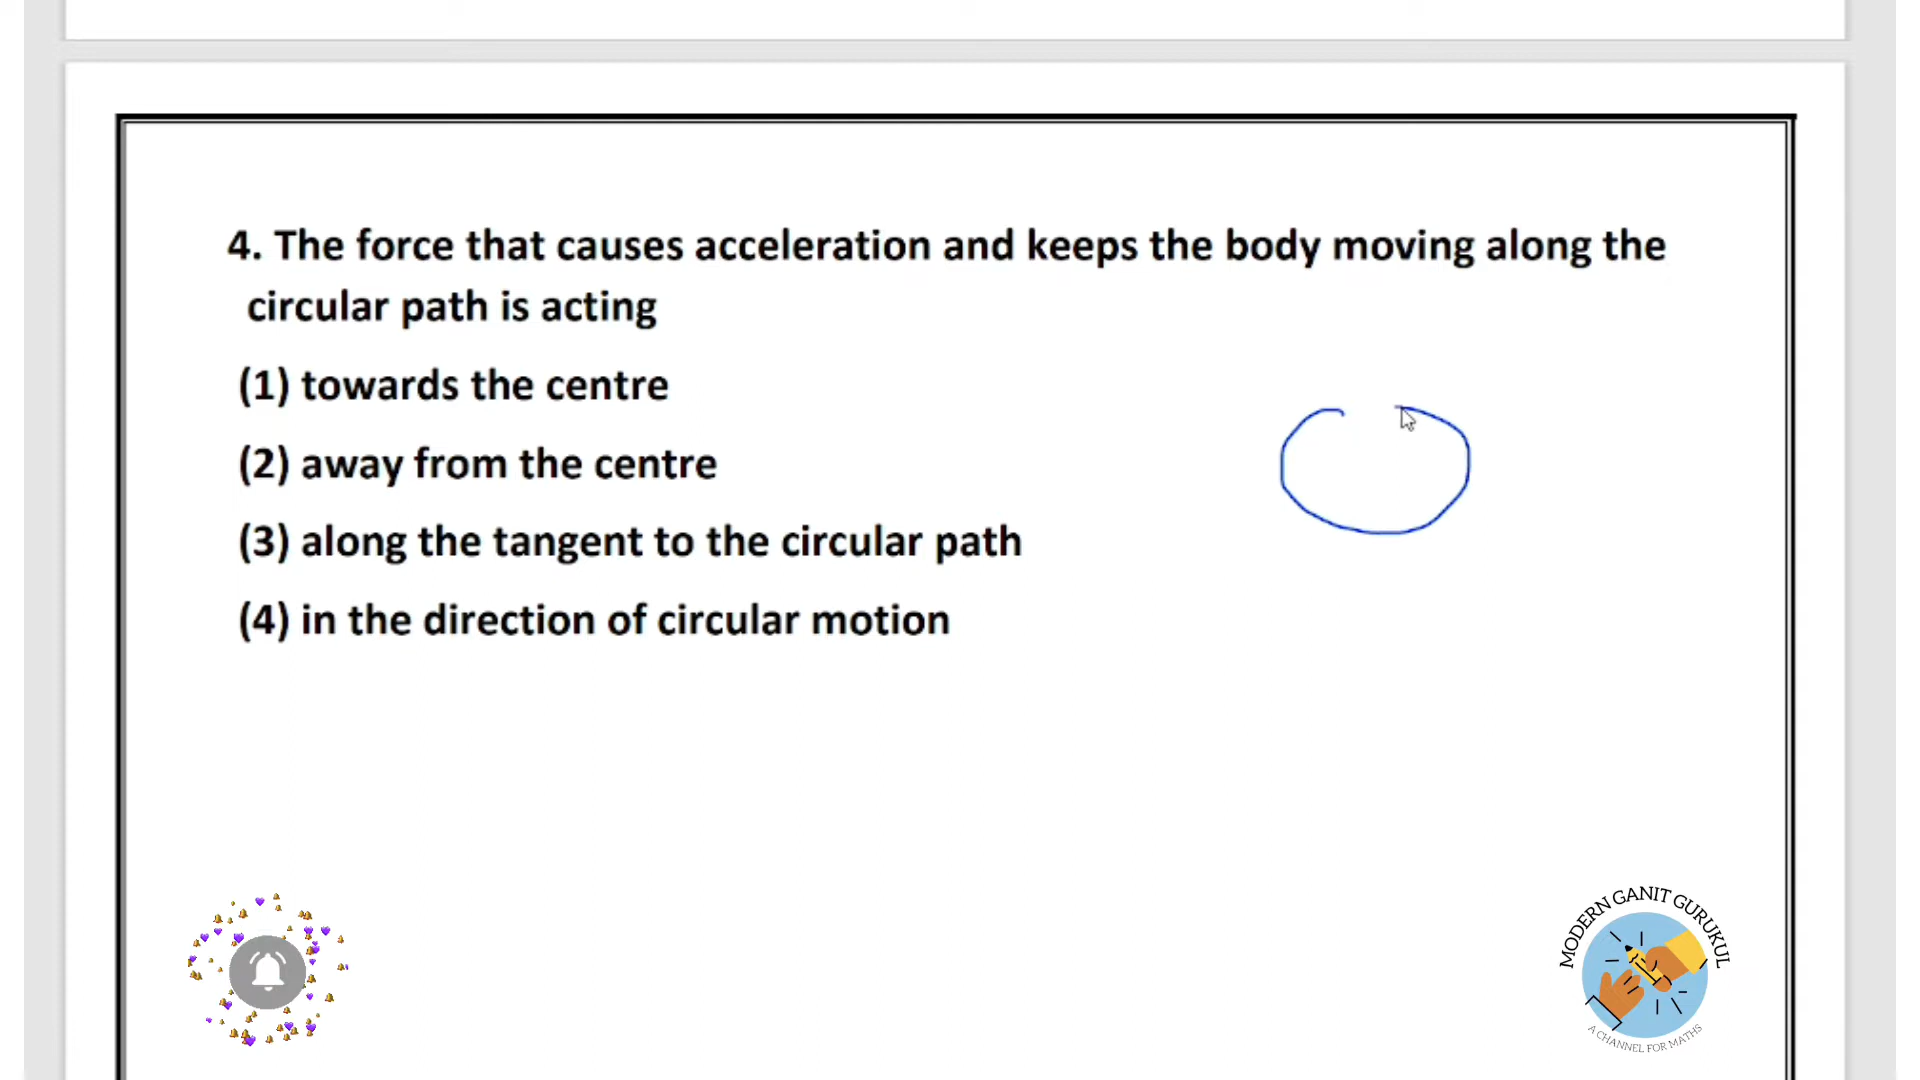 4. The force that causes acceleration and keeps the body moving along the
circular path is acting
(1) towards the centre
(2) away from the centre
(3) along the tangent to the circular path
(4) in the direction of circular motion
MODERN GANIT GURUKUL
A CHANNEL FOR MATHS